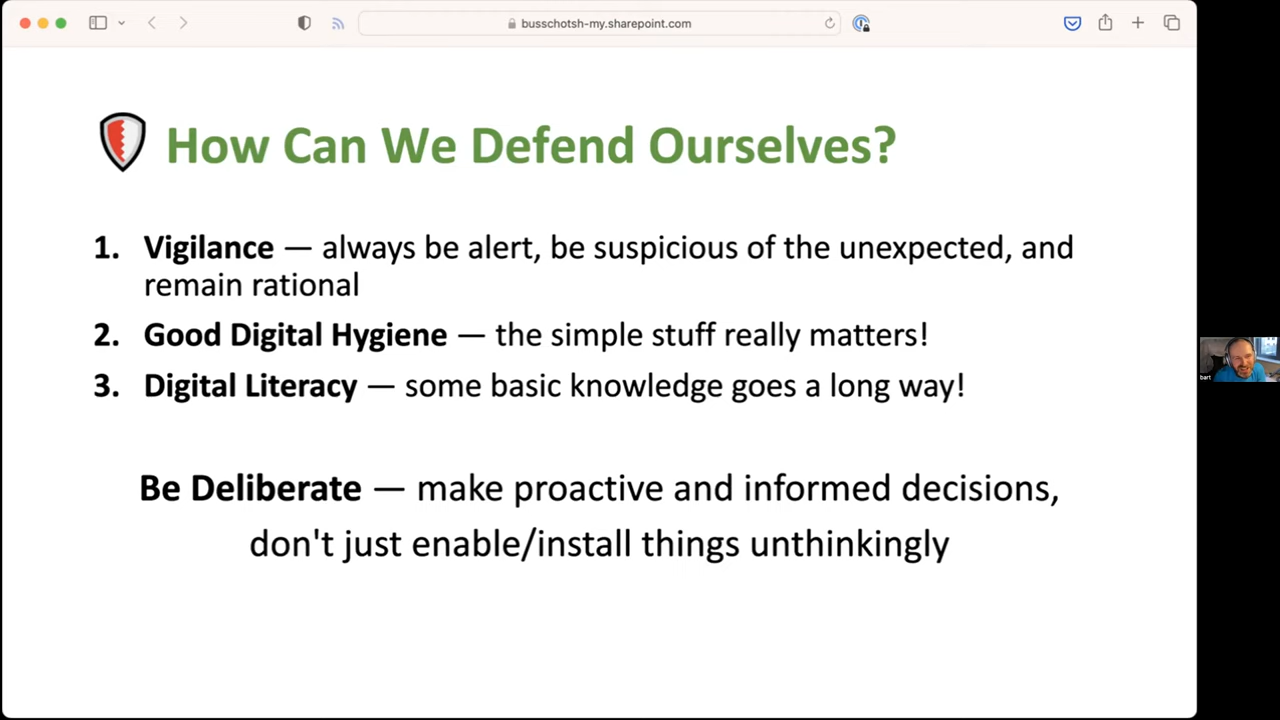 busschotsh-my.sharepoint.com
How Can We Defend Ourselves?
1. Vigilance — always be alert, be suspicious of the unexpected, and
remain rational
2. Good Digital Hygiene — the simple stuff really matters!
3. Digital Literacy — some basic knowledge goes a long way!
Be Deliberate — make proactive and informed decisions,
don't just enable/install things unthinkingly
bart